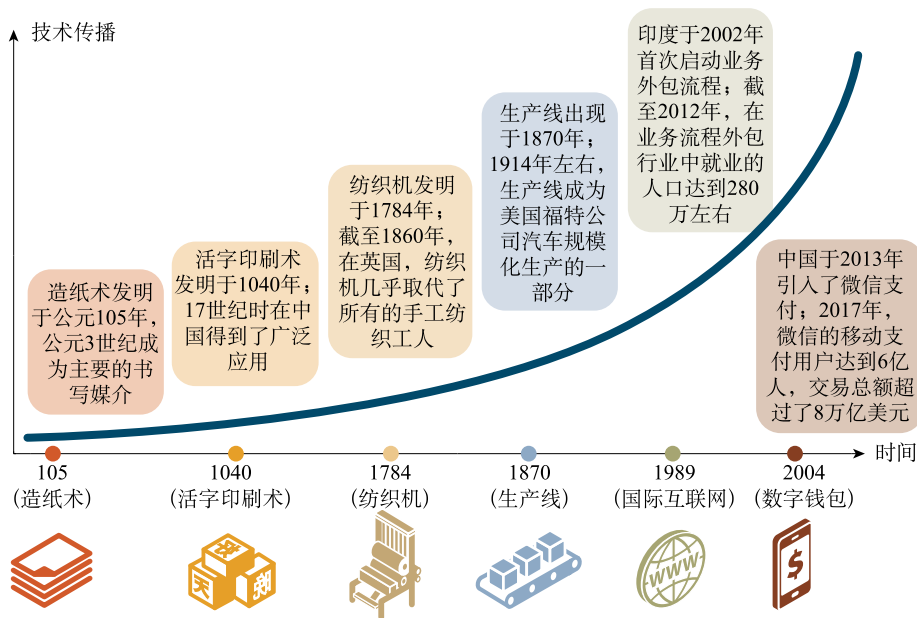 技术传播
造纸术发明
于公元105年，
公元3世纪成
为主要的书
写媒介
活字印刷术
发明于1040年；
17世纪时在中
国得到了广泛
应用
纺织机发明
于1784年；
截至1860年，
在英国，纺织
机几乎取代了
所有的手工纺
织工人
生产线出现
于1870年；
1914年左右，
生产线成为
美国福特公
司汽车规模
化生产的一
部分
印度于2002年
首次启动业务
外包流程；截
至2012年，在
业务流程外包
行业中就业的
人口达到280
万左右
中国于2013年
引入了微信
支付；2017年，
微信的移动支
付用户达到6亿
人，交易总额超
过了8万亿美元
时间
105
(造纸术)
1040
(活字印刷术)
1784
(纺织机)
1870
(生产线)
1989
(国际互联网)
2004
(数字钱包)
天
WWW
$